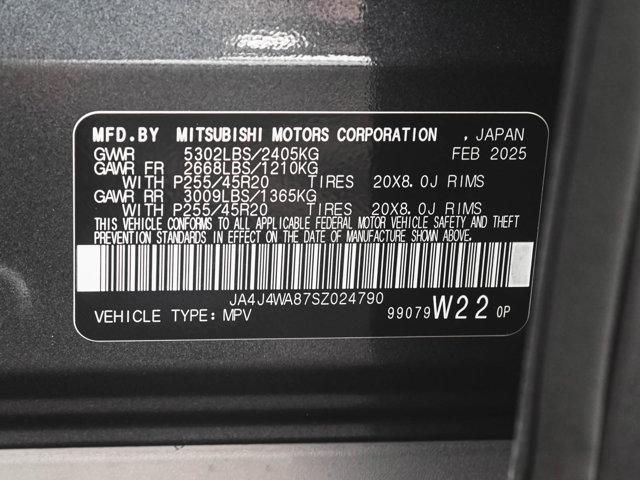 MFD.BY MITSUBISHI MOTORS CORPORATION , JAPAN
GVWR 5302LBS/2405KG FEB 2025
GAWR FR 2668LBS/1210KG
WITH P255/45R20 TIRES 20X8.0J RIMS
GAWR RR 3009LBS/1365KG
WITH P255/45R20 TIRES 20X8.0J RIMS
THIS VEHICLE CONFORMS TO ALL APPLICABLE FEDERAL MOTOR VEHICLE SAFETY AND THEFT
PREVENTION STANDARDS IN EFFECT ON THE DATE OF MANUFACTURE SHOWN ABOVE.
JA4J4WA87SZ024790
VEHICLE TYPE: MPV 99079 W22 0P